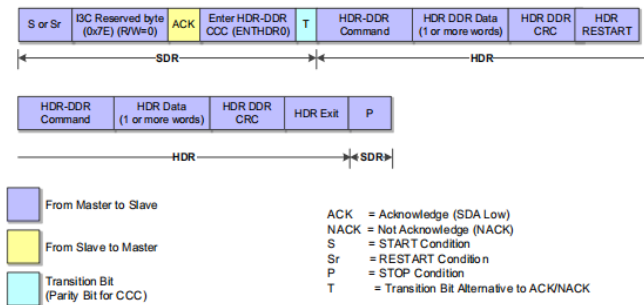 S or Sr
I3C Reserved byte
(0x7E) (R/W=0)
ACK
Enter HDR-DDR
CCC (ENTHDR0)
T
HDR-DDR
Command
HDR DDR Data
(1 or more words)
HDR DDR
CRC
HDR
RESTART
SDR
HDR
HDR-DDR
Command
HDR Data
(1 or more words)
HDR DDR
CRC
HDR Exit
P
HDR
SDR
From Master to Slave
From Slave to Master
Transition Bit
(Parity Bit for CCC)
ACK = Acknowledge (SDA Low)
NACK = Not Acknowledge (NACK)
S = START Condition
Sr = RESTART Condition
P = STOP Condition
T = Transition Bit Alternative to ACK/NACK